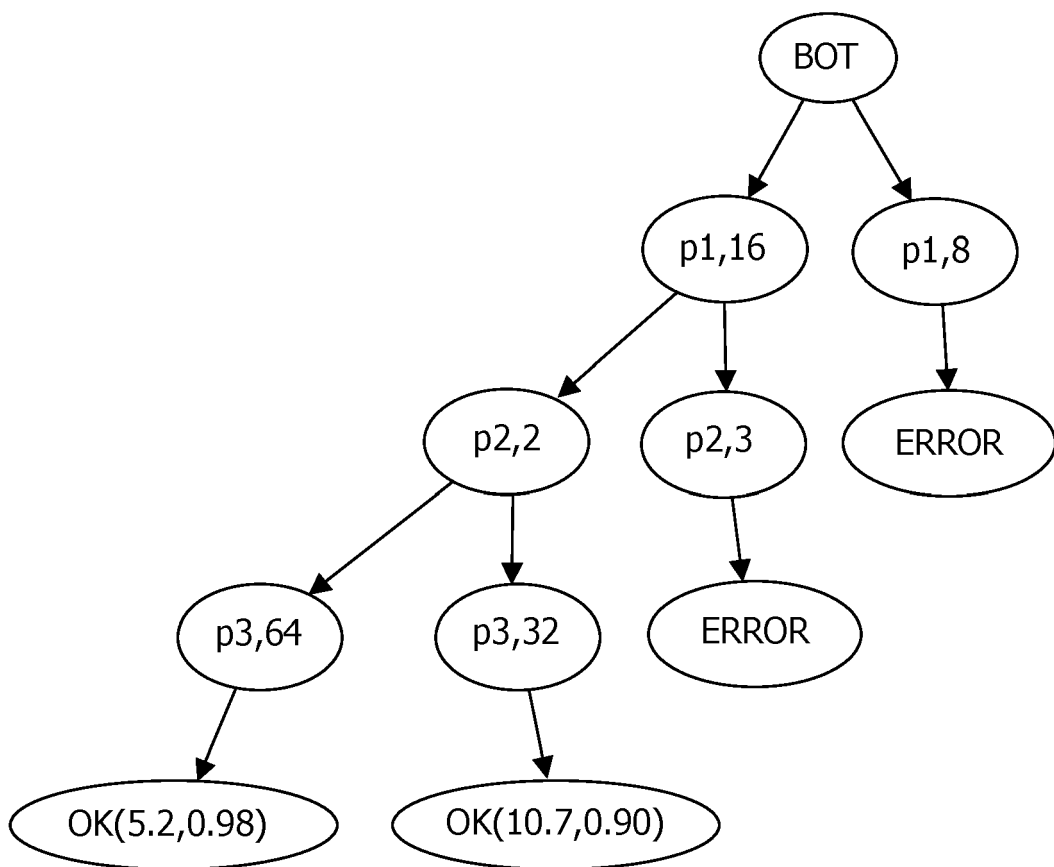 BOT
p1,16
p1,8
p2,2
p2,3
ERROR
p3,64
p3,32
ERROR
OK(5.2,0.98)
OK(10.7,0.90)